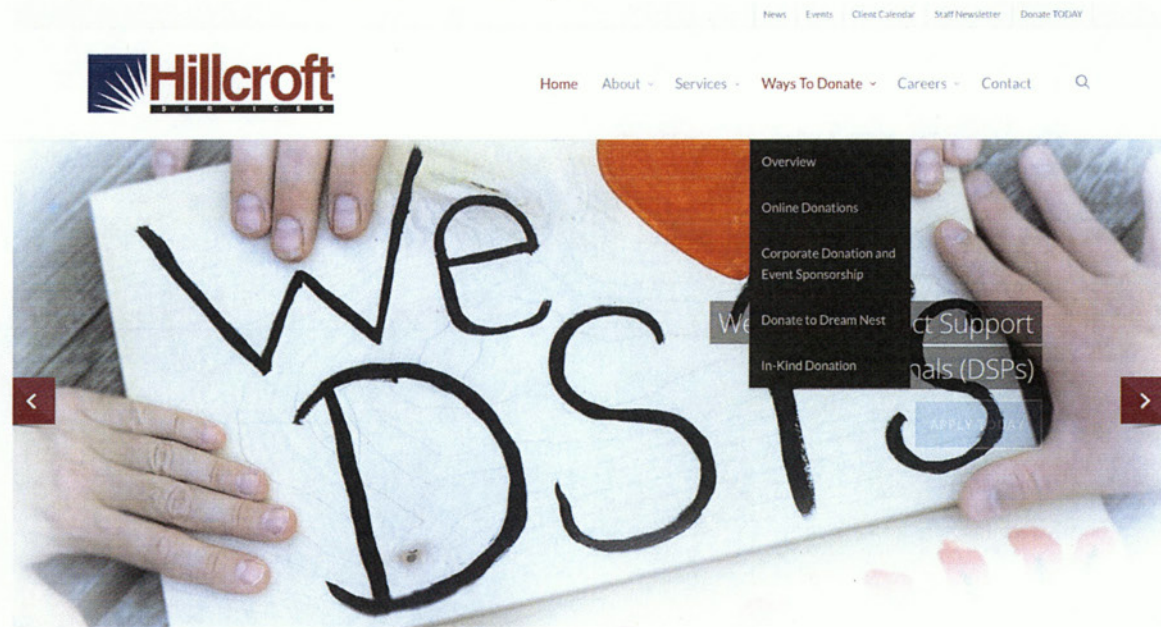 News Events Client Calendar Staff Newsletter Donate TODAY
Hillcroft
SERVICES
Home About Services Ways To Donate Careers Contact
Overview
Online Donations
Corporate Donation and
Event Sponsorship
Donate to Dream Nest
In-Kind Donation
We
DSPs
We ct Support
nals (DSPs)
APPLY TODAY